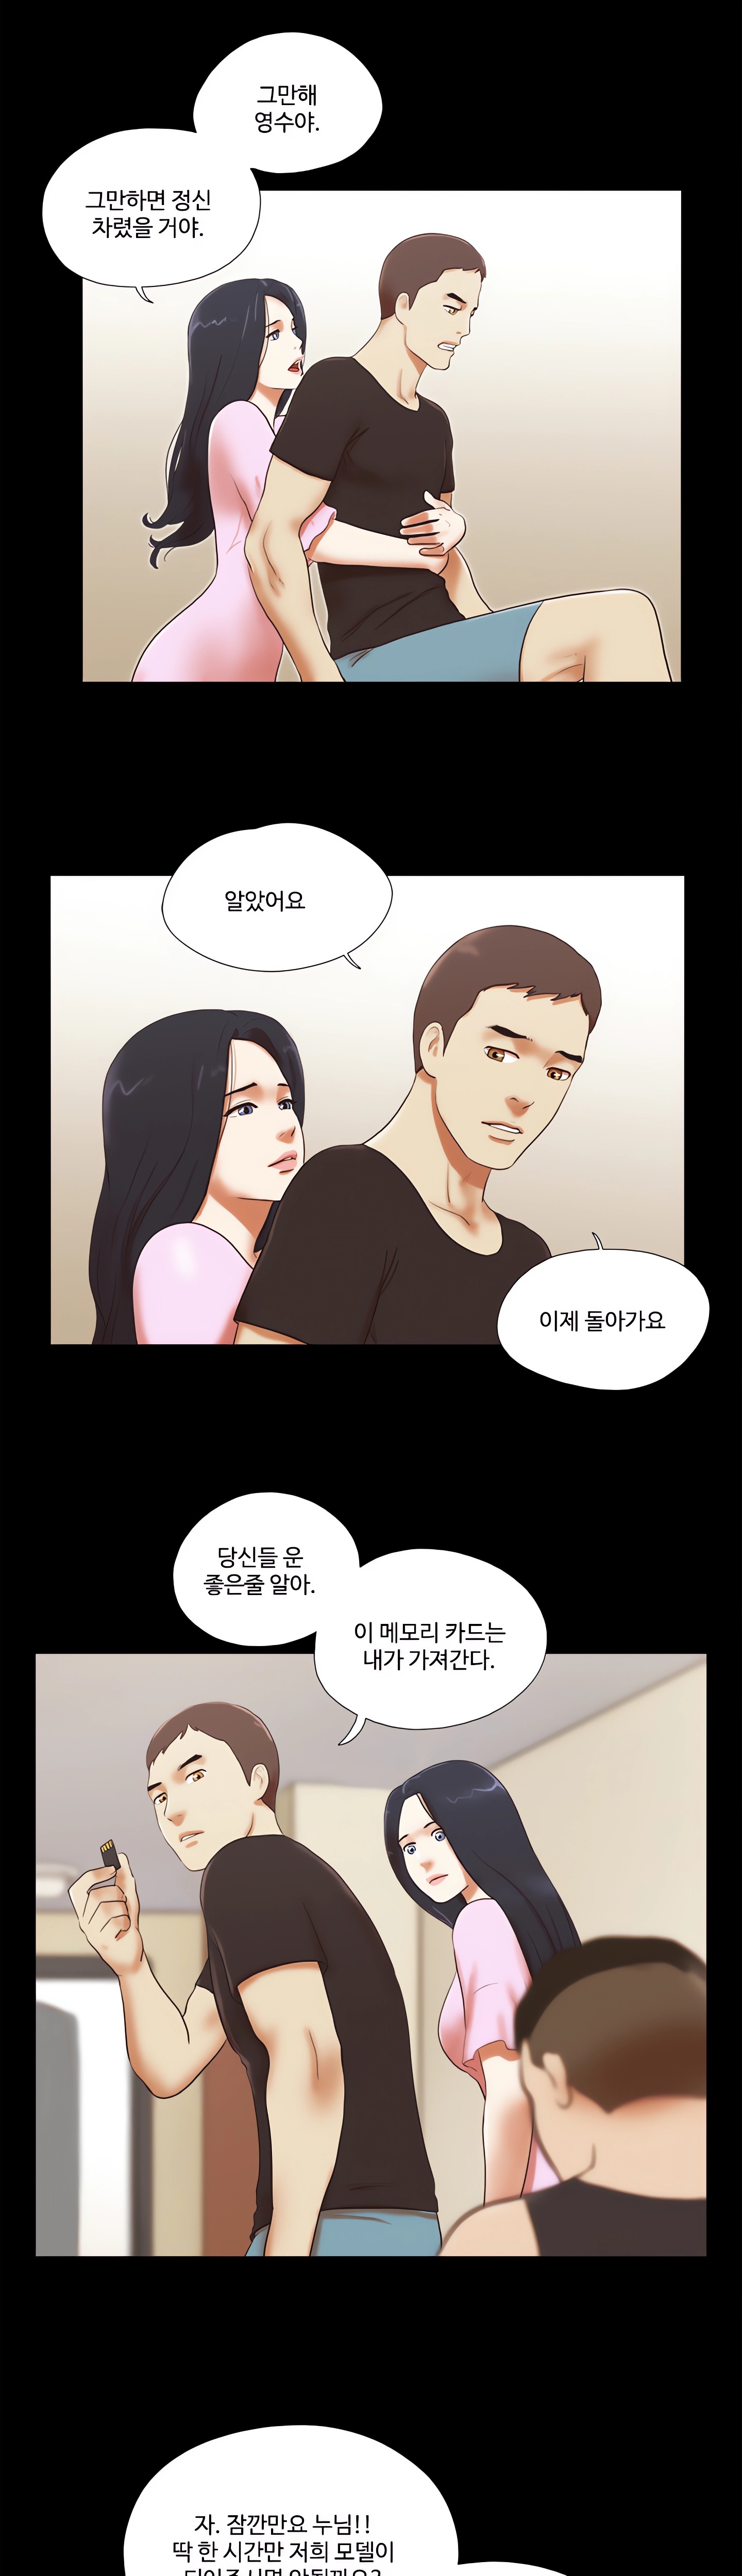 그만해
영수야.
그만하면 정신
차렸을 거야.
알았어요
이제 돌아가요
당신들 운
좋은줄 알아.
이 메모리 카드는
내가 가져간다.
자. 잠깐만요 누님!!
딱 한 시간만 저희 모델이